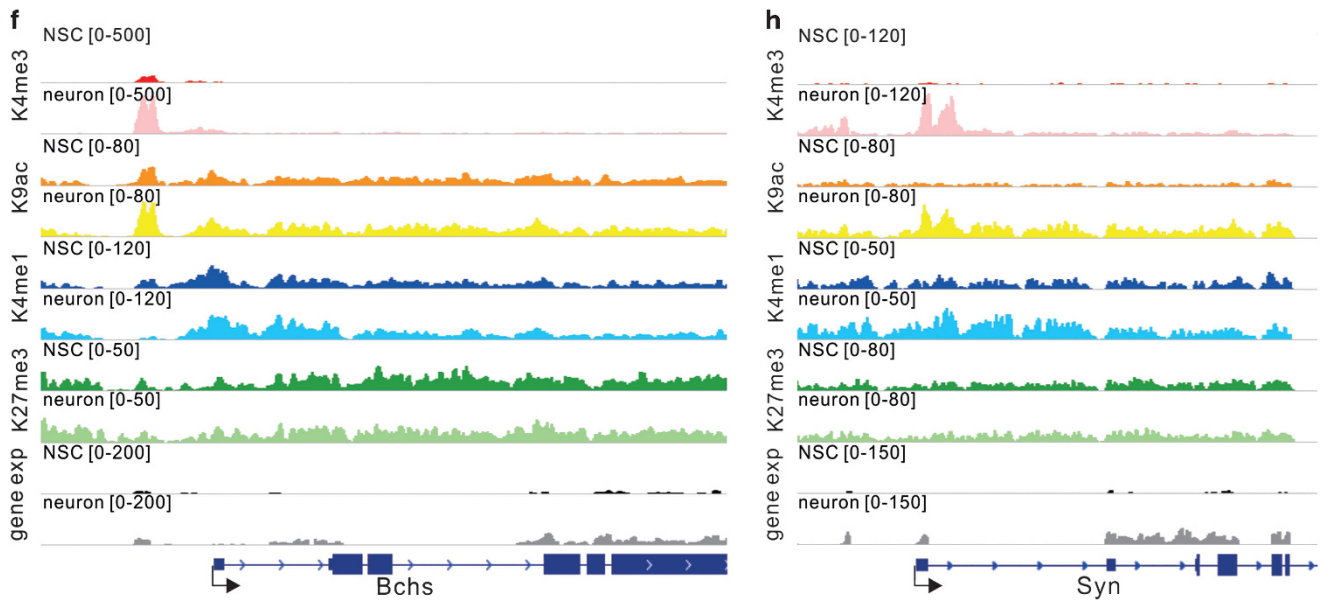 f
K4me3
NSC [0-500]
neuron [0-500]
K9ac
NSC [0-80]
neuron [0-80]
K4me1
NSC [0-120]
neuron [0-120]
K27me3
NSC [0-50]
neuron [0-50]
gene exp
NSC [0-200]
neuron [0-200]
Bchs
h
K4me3
NSC [0-120]
neuron [0-120]
K9ac
NSC [0-80]
neuron [0-80]
K4me1
NSC [0-50]
neuron [0-50]
K27me3
NSC [0-80]
neuron [0-80]
gene exp
NSC [0-150]
neuron [0-150]
Syn